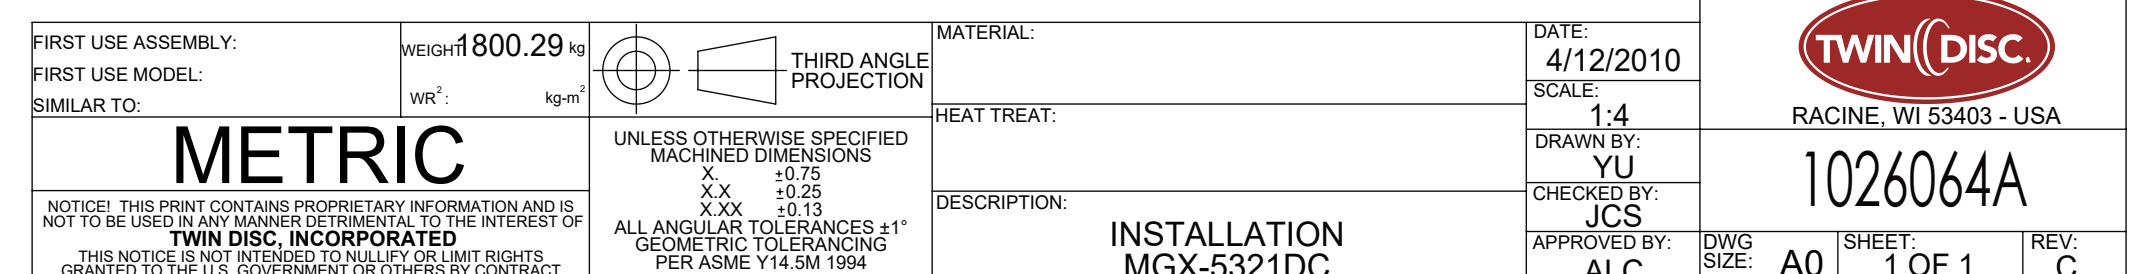 FIRST USE ASSEMBLY:
FIRST USE MODEL:
SIMILAR TO:
WEIGHT 1800.29 kg
WR²: kg-m²
THIRD ANGLE
PROJECTION
MATERIAL:
HEAT TREAT:
DATE:
4/12/2010
SCALE:
1:4
DRAWN BY:
YU
CHECKED BY:
JCS
APPROVED BY:
ALC
TWIN DISC.
RACINE, WI 53403 - USA
1026064A
METRIC
NOTICE! THIS PRINT CONTAINS PROPRIETARY INFORMATION AND IS
NOT TO BE USED IN ANY MANNER DETRIMENTAL TO THE INTEREST OF
TWIN DISC, INCORPORATED
THIS NOTICE IS NOT INTENDED TO NULLIFY OR LIMIT RIGHTS
GRANTED TO THE U.S. GOVERNMENT OR OTHERS BY CONTRACT
UNLESS OTHERWISE SPECIFIED
MACHINED DIMENSIONS
X. ±0.75
X.X ±0.25
X.XX ±0.13
ALL ANGULAR TOLERANCES ±1°
GEOMETRIC TOLERANCING
PER ASME Y14.5M 1994
DESCRIPTION:
INSTALLATION
MGX-5321DC
DWG
SIZE: A0
SHEET:
1 OF 1
REV:
C